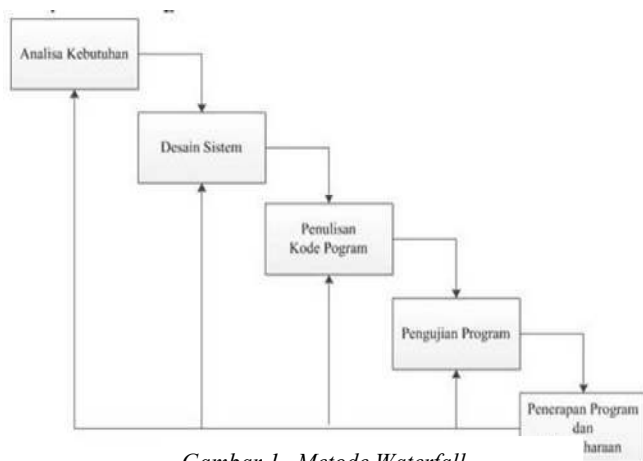 Analisa Kebutuhan
Desain Sistem
Penulisan
Kode Pogram
Pengujian Program
Penerapan Program
dan
haraan
Gambar 1. Metode Waterfall